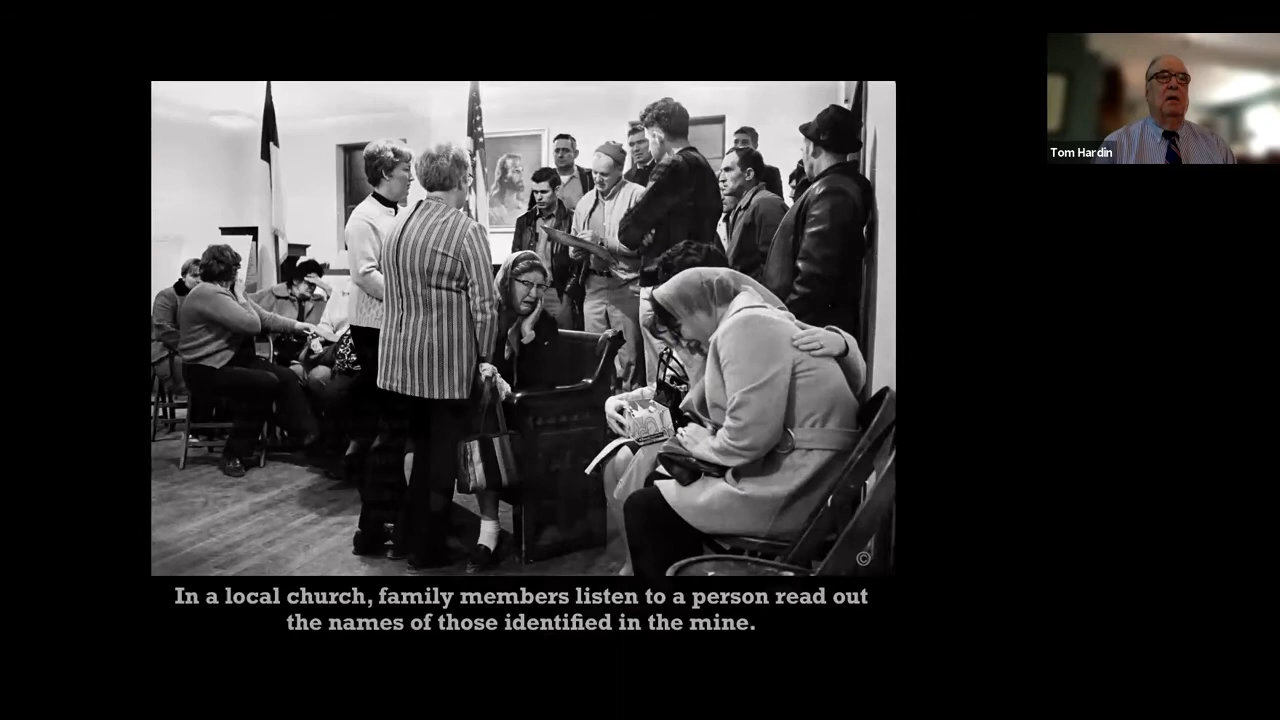 Tom Hardin
©
In a local church, family members listen to a person read out
the names of those identified in the mine.